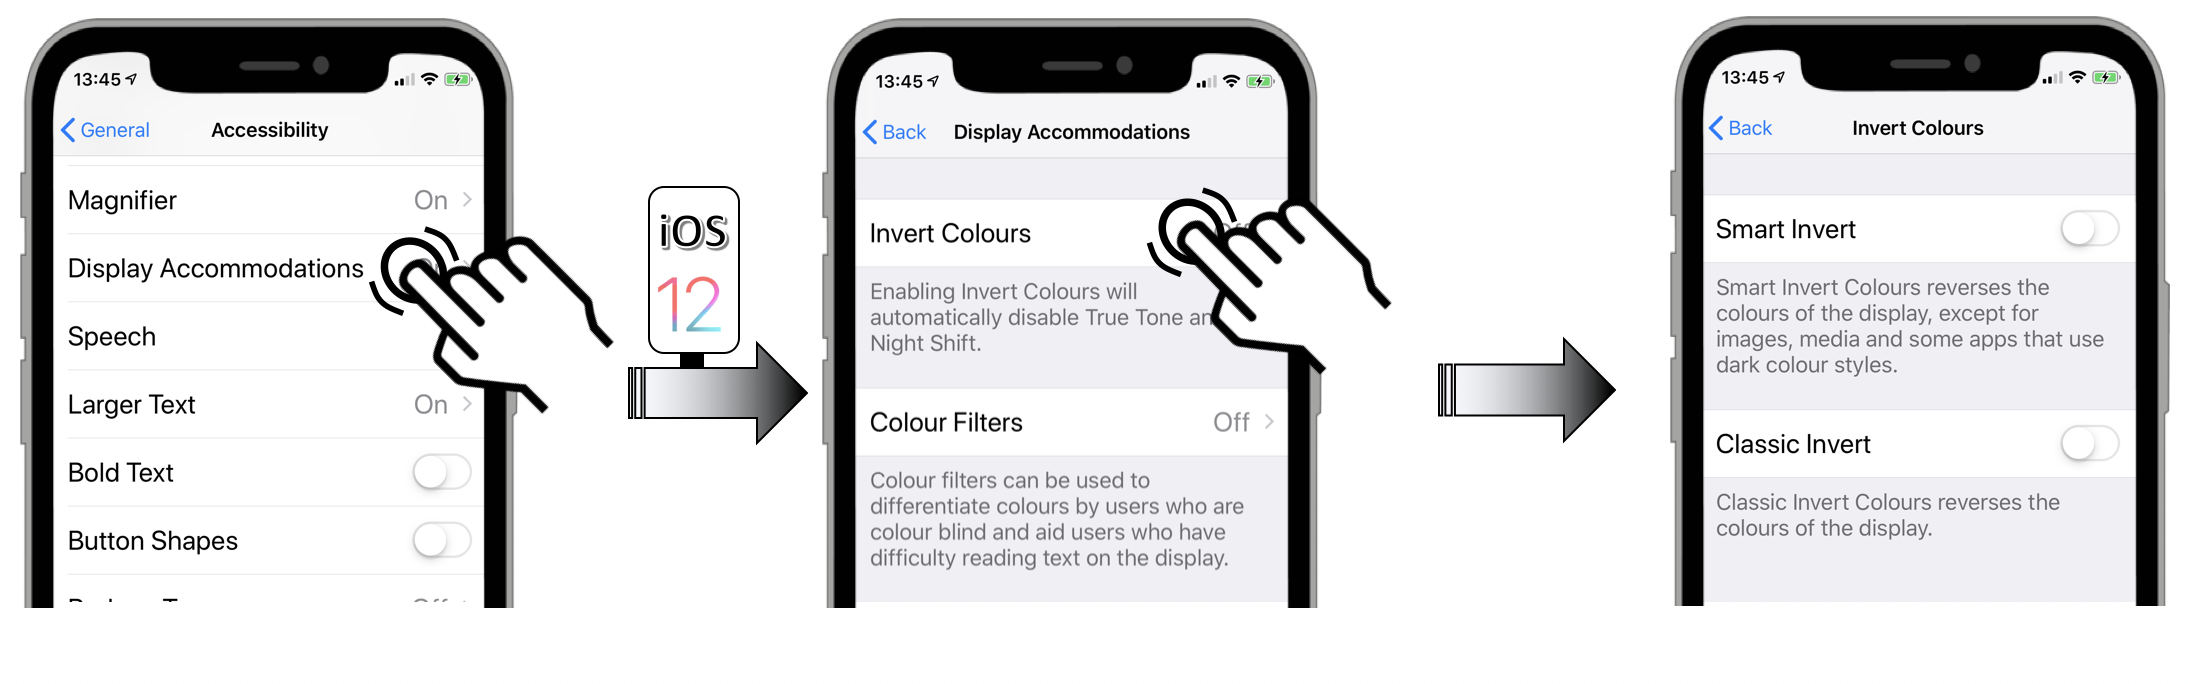 13:45
General
Accessibility
Magnifier On
Display Accommodations
Speech
Larger Text On
Bold Text
Button Shapes
iOS
12
13:45
Back
Display Accommodations
Invert Colours
Enabling Invert Colours will
automatically disable True Tone an
Night Shift.
Colour Filters Off
Colour filters can be used to
differentiate colours by users who are
colour blind and aid users who have
difficulty reading text on the display.
13:45
Back
Invert Colours
Smart Invert
Smart Invert Colours reverses the
colours of the display, except for
images, media and some apps that use
dark colour styles.
Classic Invert
Classic Invert Colours reverses the
colours of the display.